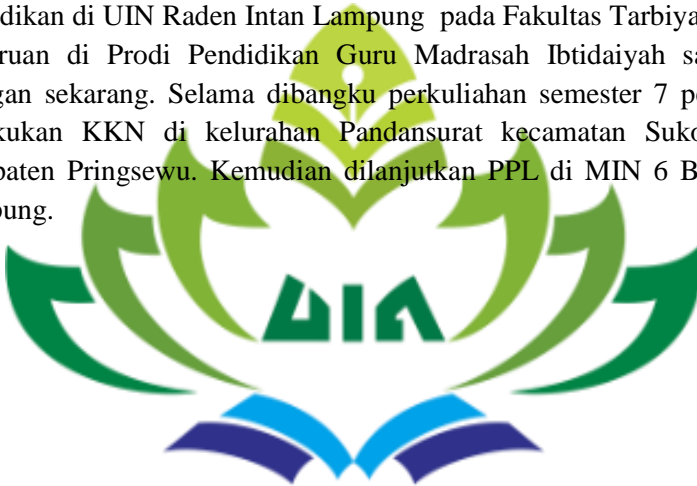 dikan di UIN Raden Intan Lampung pada Fakultas Tarbiya
ruan di Prodi Pendidikan Guru Madrasah Ibtidaiyah sa
gan sekarang. Selama dibangku perkuliahan semester 7 p
kukan KKN di kelurahan Pandansurat kecamatan Suko
paten Pringsewu. Kemudian dilanjutkan PPL di MIN 6 B
pung.
UIN